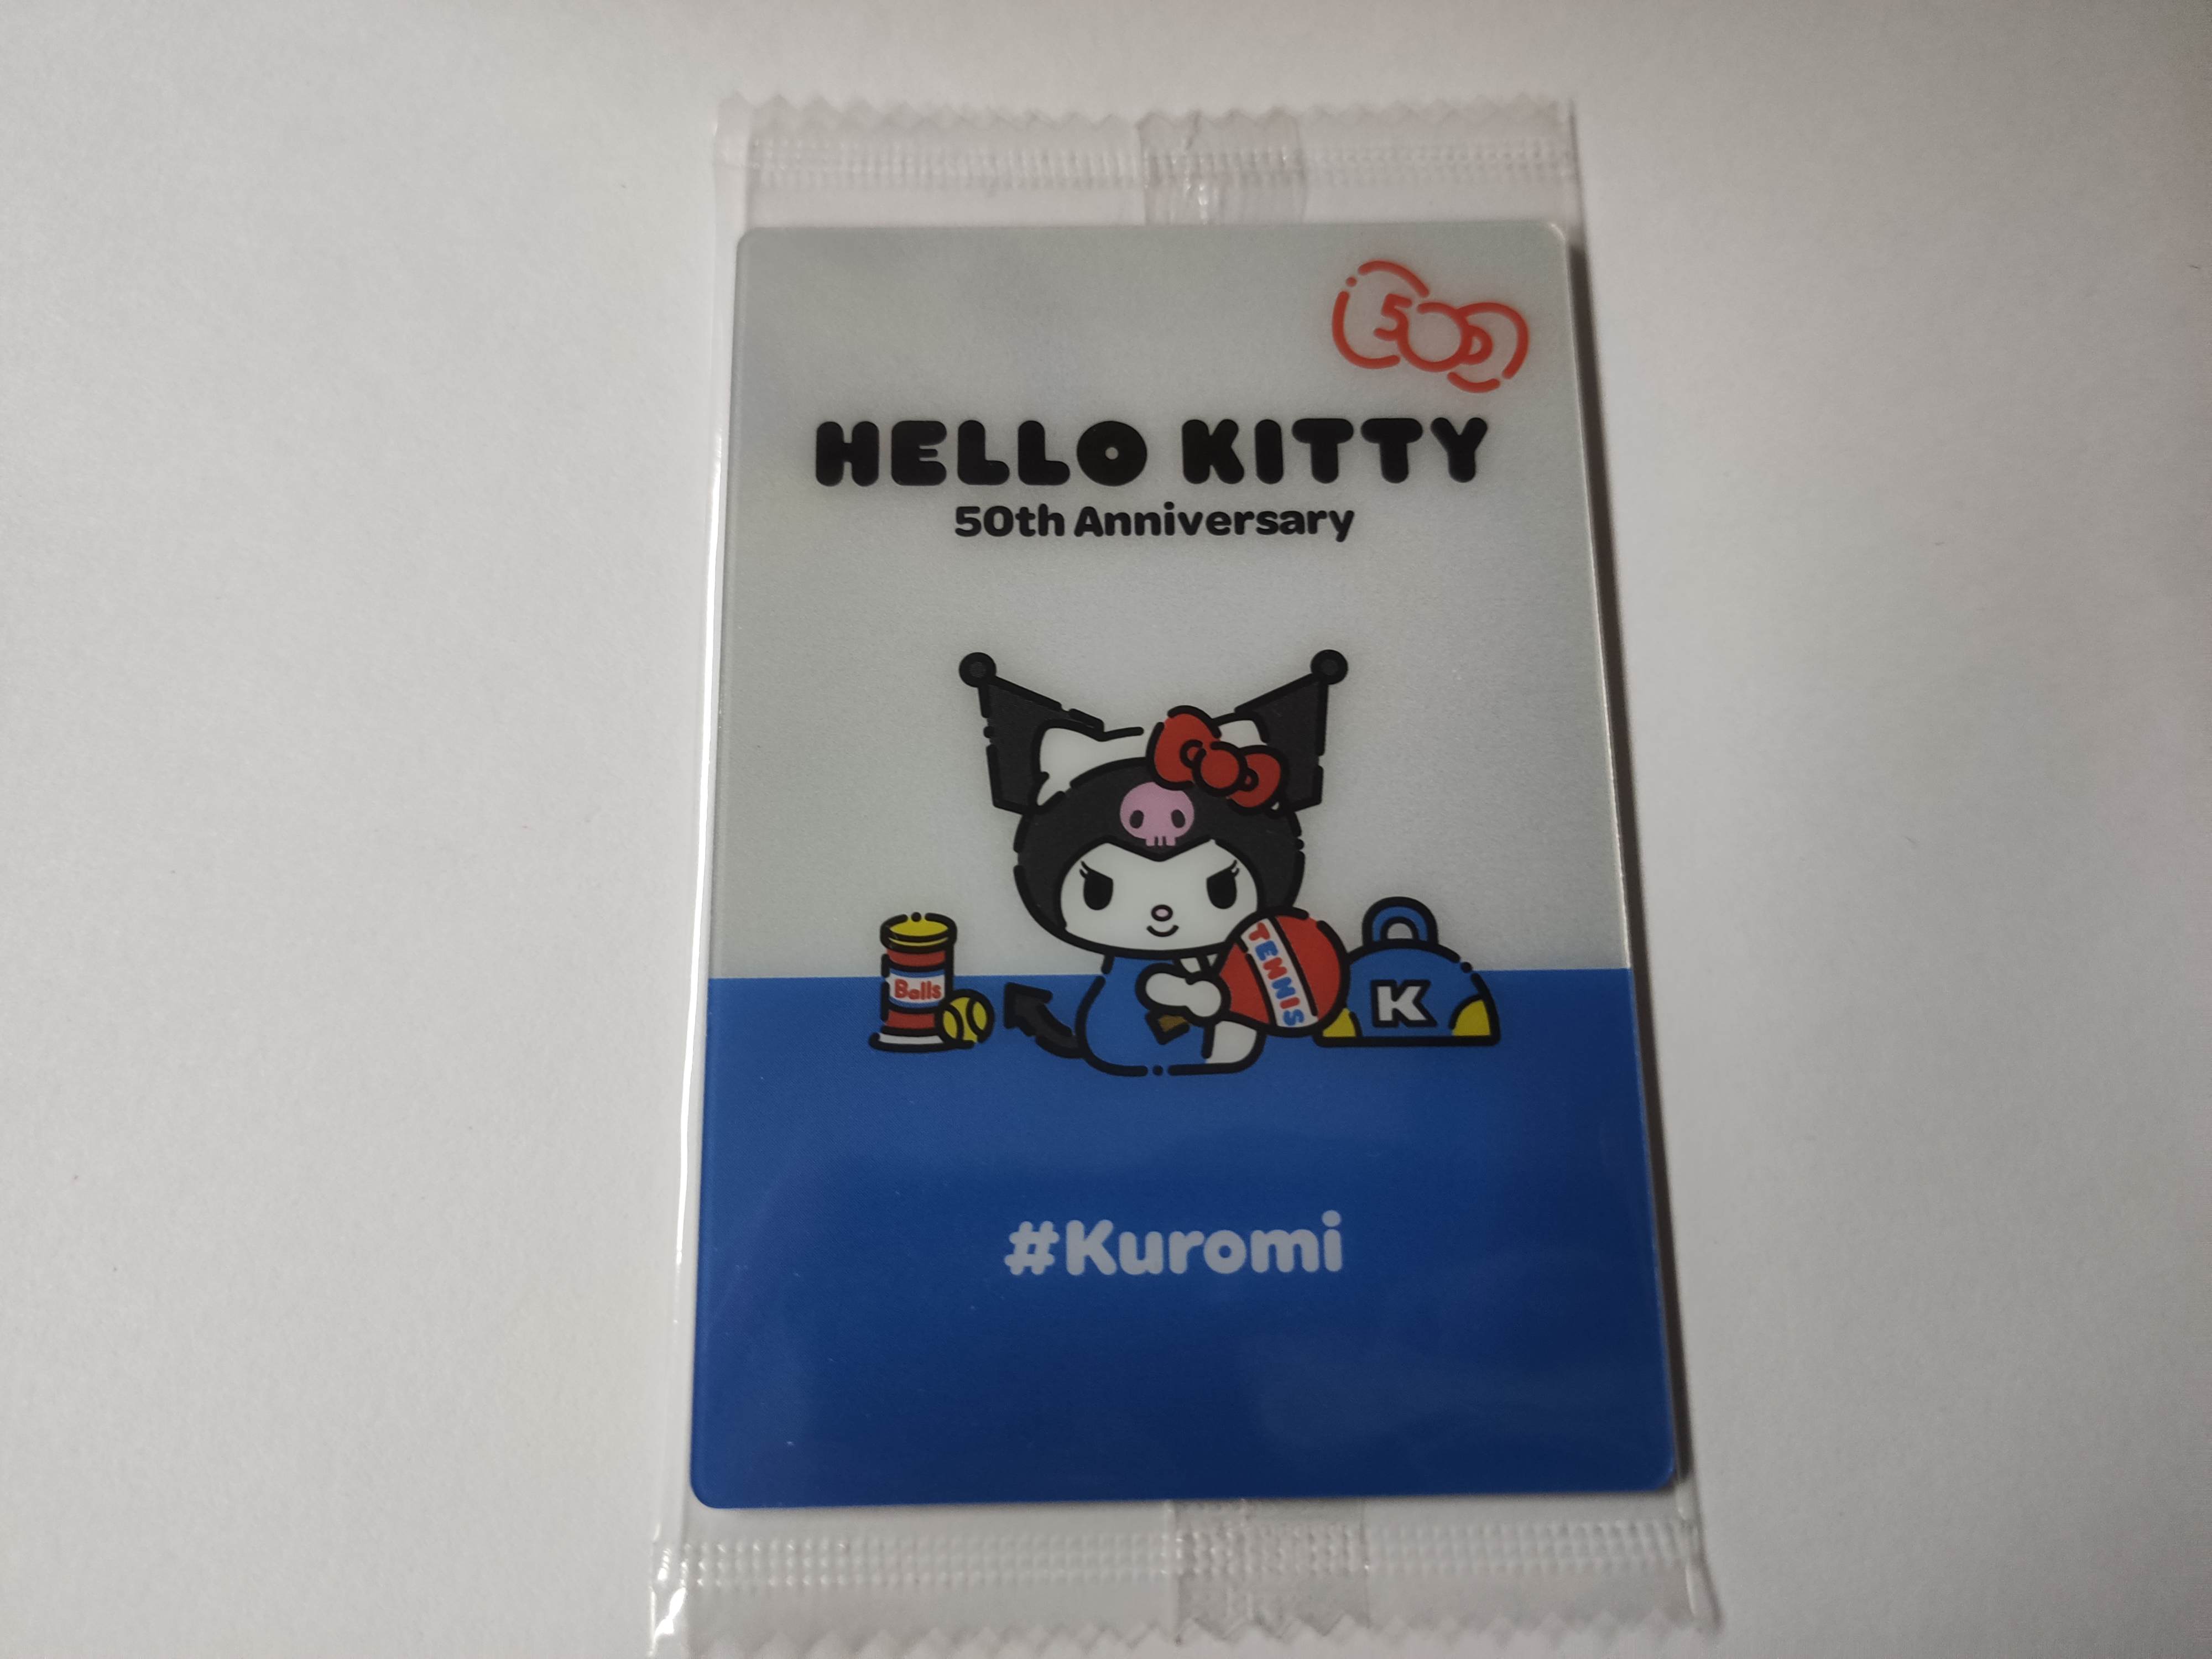 50
HELLO KITTY
50th Anniversary
TENNIS
Balls
K
#Kuromi